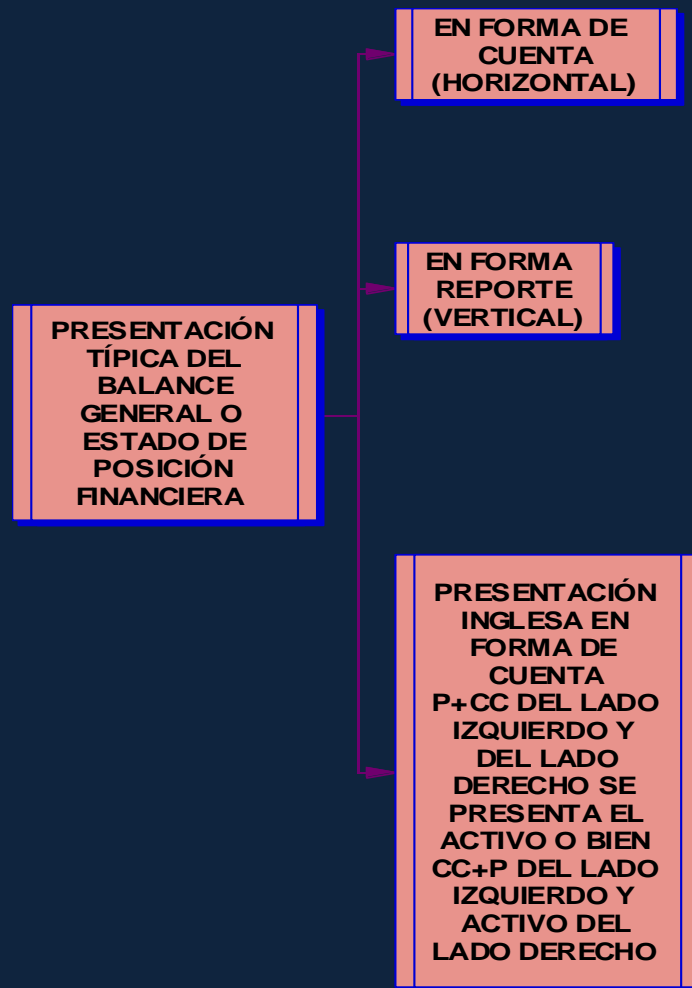 EN FORMA DE
CUENTA
(HORIZONTAL)
EN FORMA
REPORTE
(VERTICAL)
PRESENTACIÓN
TÍPICA DEL
BALANCE
GENERAL O
ESTADO DE
POSICIÓN
FINANCIERA
PRESENTACIÓN
INGLESA EN
FORMA DE
CUENTA
P+CC DEL LADO
IZQUIERDO Y
DEL LADO
DERECHO SE
PRESENTA EL
ACTIVO O BIEN
CC+P DEL LADO
IZQUIERDO Y
ACTIVO DEL
LADO DERECHO